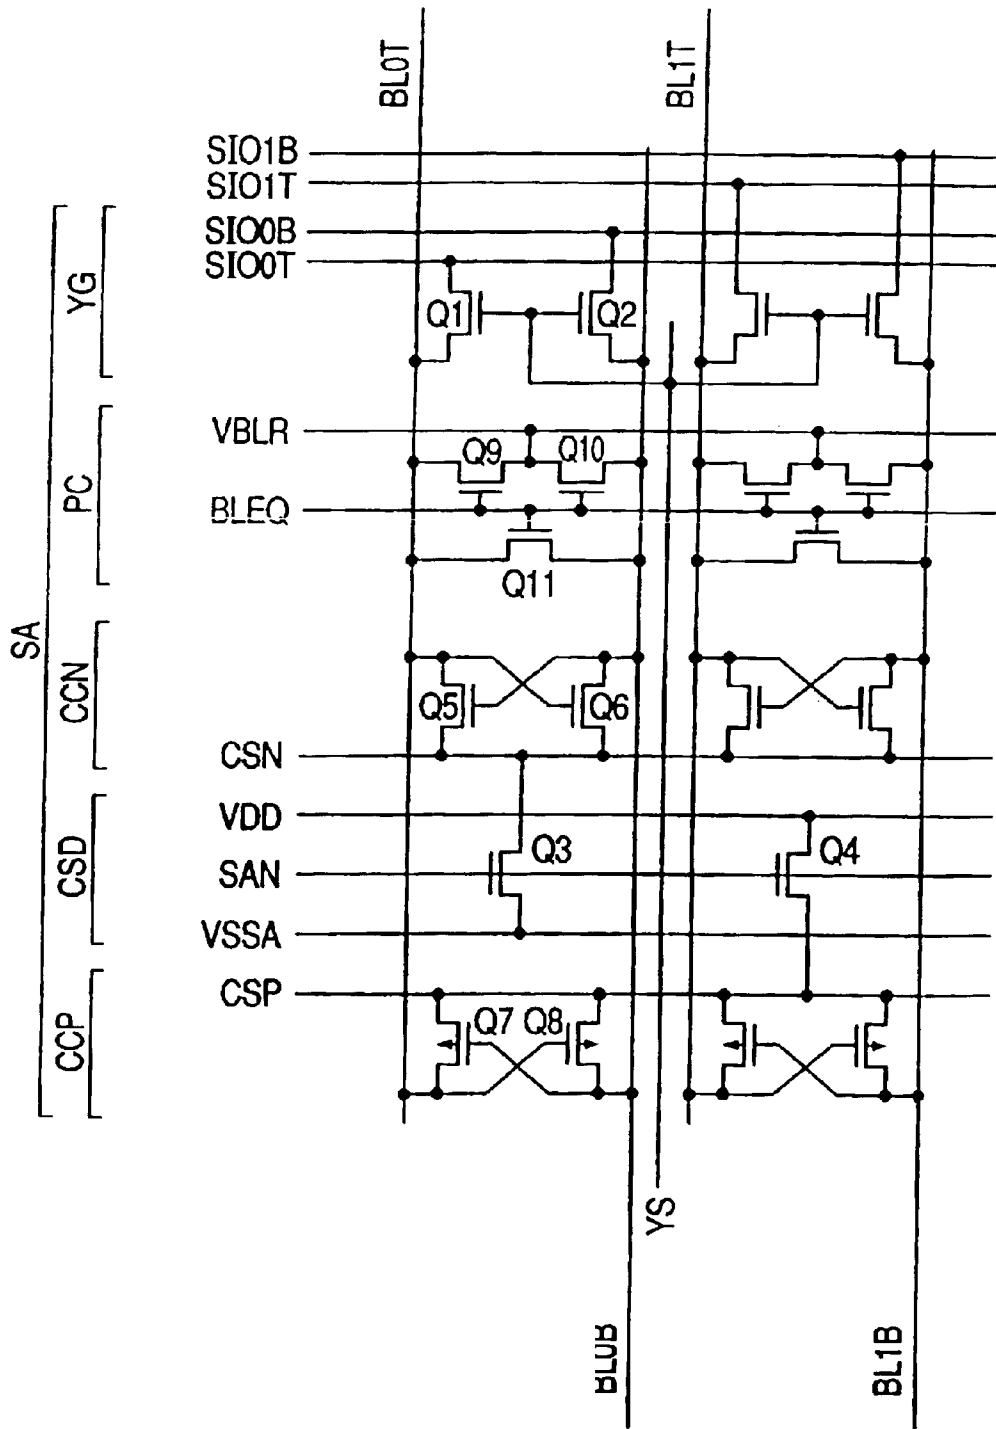 BL0T
BL1T
SIO1B
SIO1T
SIO0B
SIO0T
YG
Q1
Q2
VBLR
Q9
Q10
PC
BLEQ
Q11
SA
CCN
Q5
Q6
CSN
VDD
CSD
Q3
Q4
SAN
VSSA
CSP
CCP
Q7
Q8
YS
BL0B
BL1B